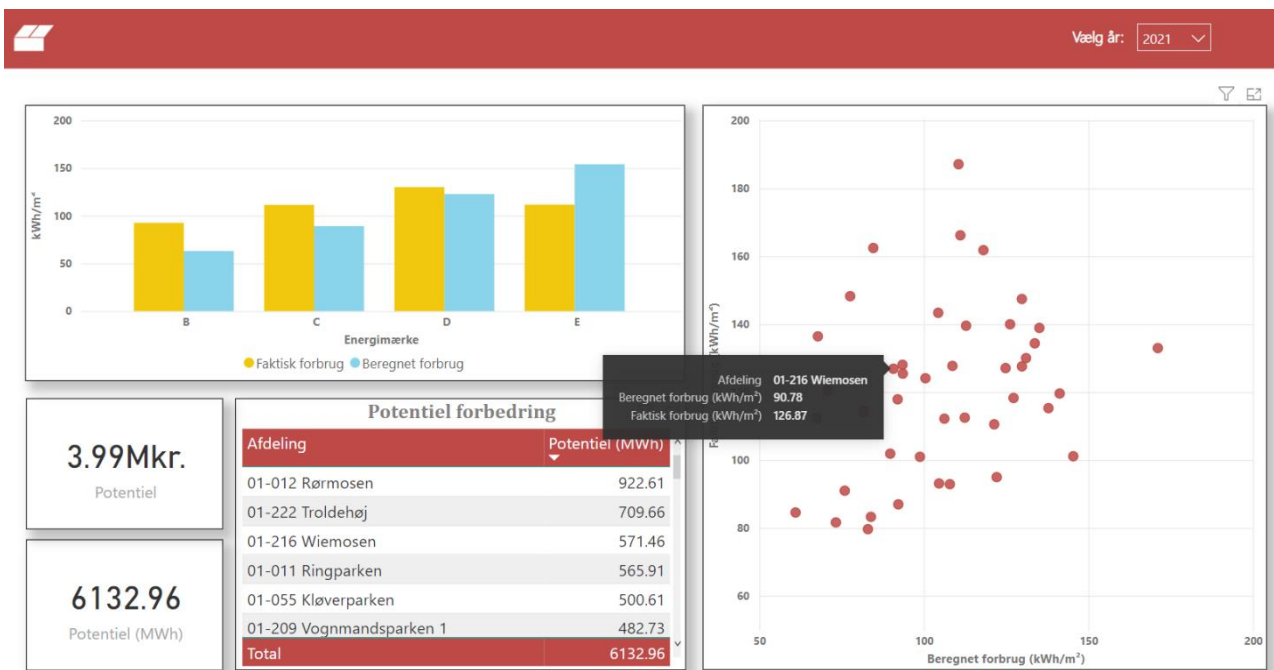 Vælg år: 2021
200
150
100
50
0
kWh/m²
B C D E
Energimærke
Faktisk forbrug Beregnet forbrug
3.99Mkr.
Potentiel
6132.96
Potentiel (MWh)
Potentiel forbedring
Afdeling Potentiel (MWh)
01-012 Rørmosen 922.61
01-222 Troldehøj 709.66
01-216 Wiemosen 571.46
01-011 Ringparken 565.91
01-055 Kløverparken 500.61
01-209 Vognmandsparken 1 482.73
Total 6132.96
200
180
160
140
100
80
60
(kWh/m²)
Afdeling 01-216 Wiemosen
Beregnet forbrug (kWh/m²) 90.78
Faktisk forbrug (kWh/m²) 126.87
50 100 150 200
Beregnet forbrug (kWh/m²)